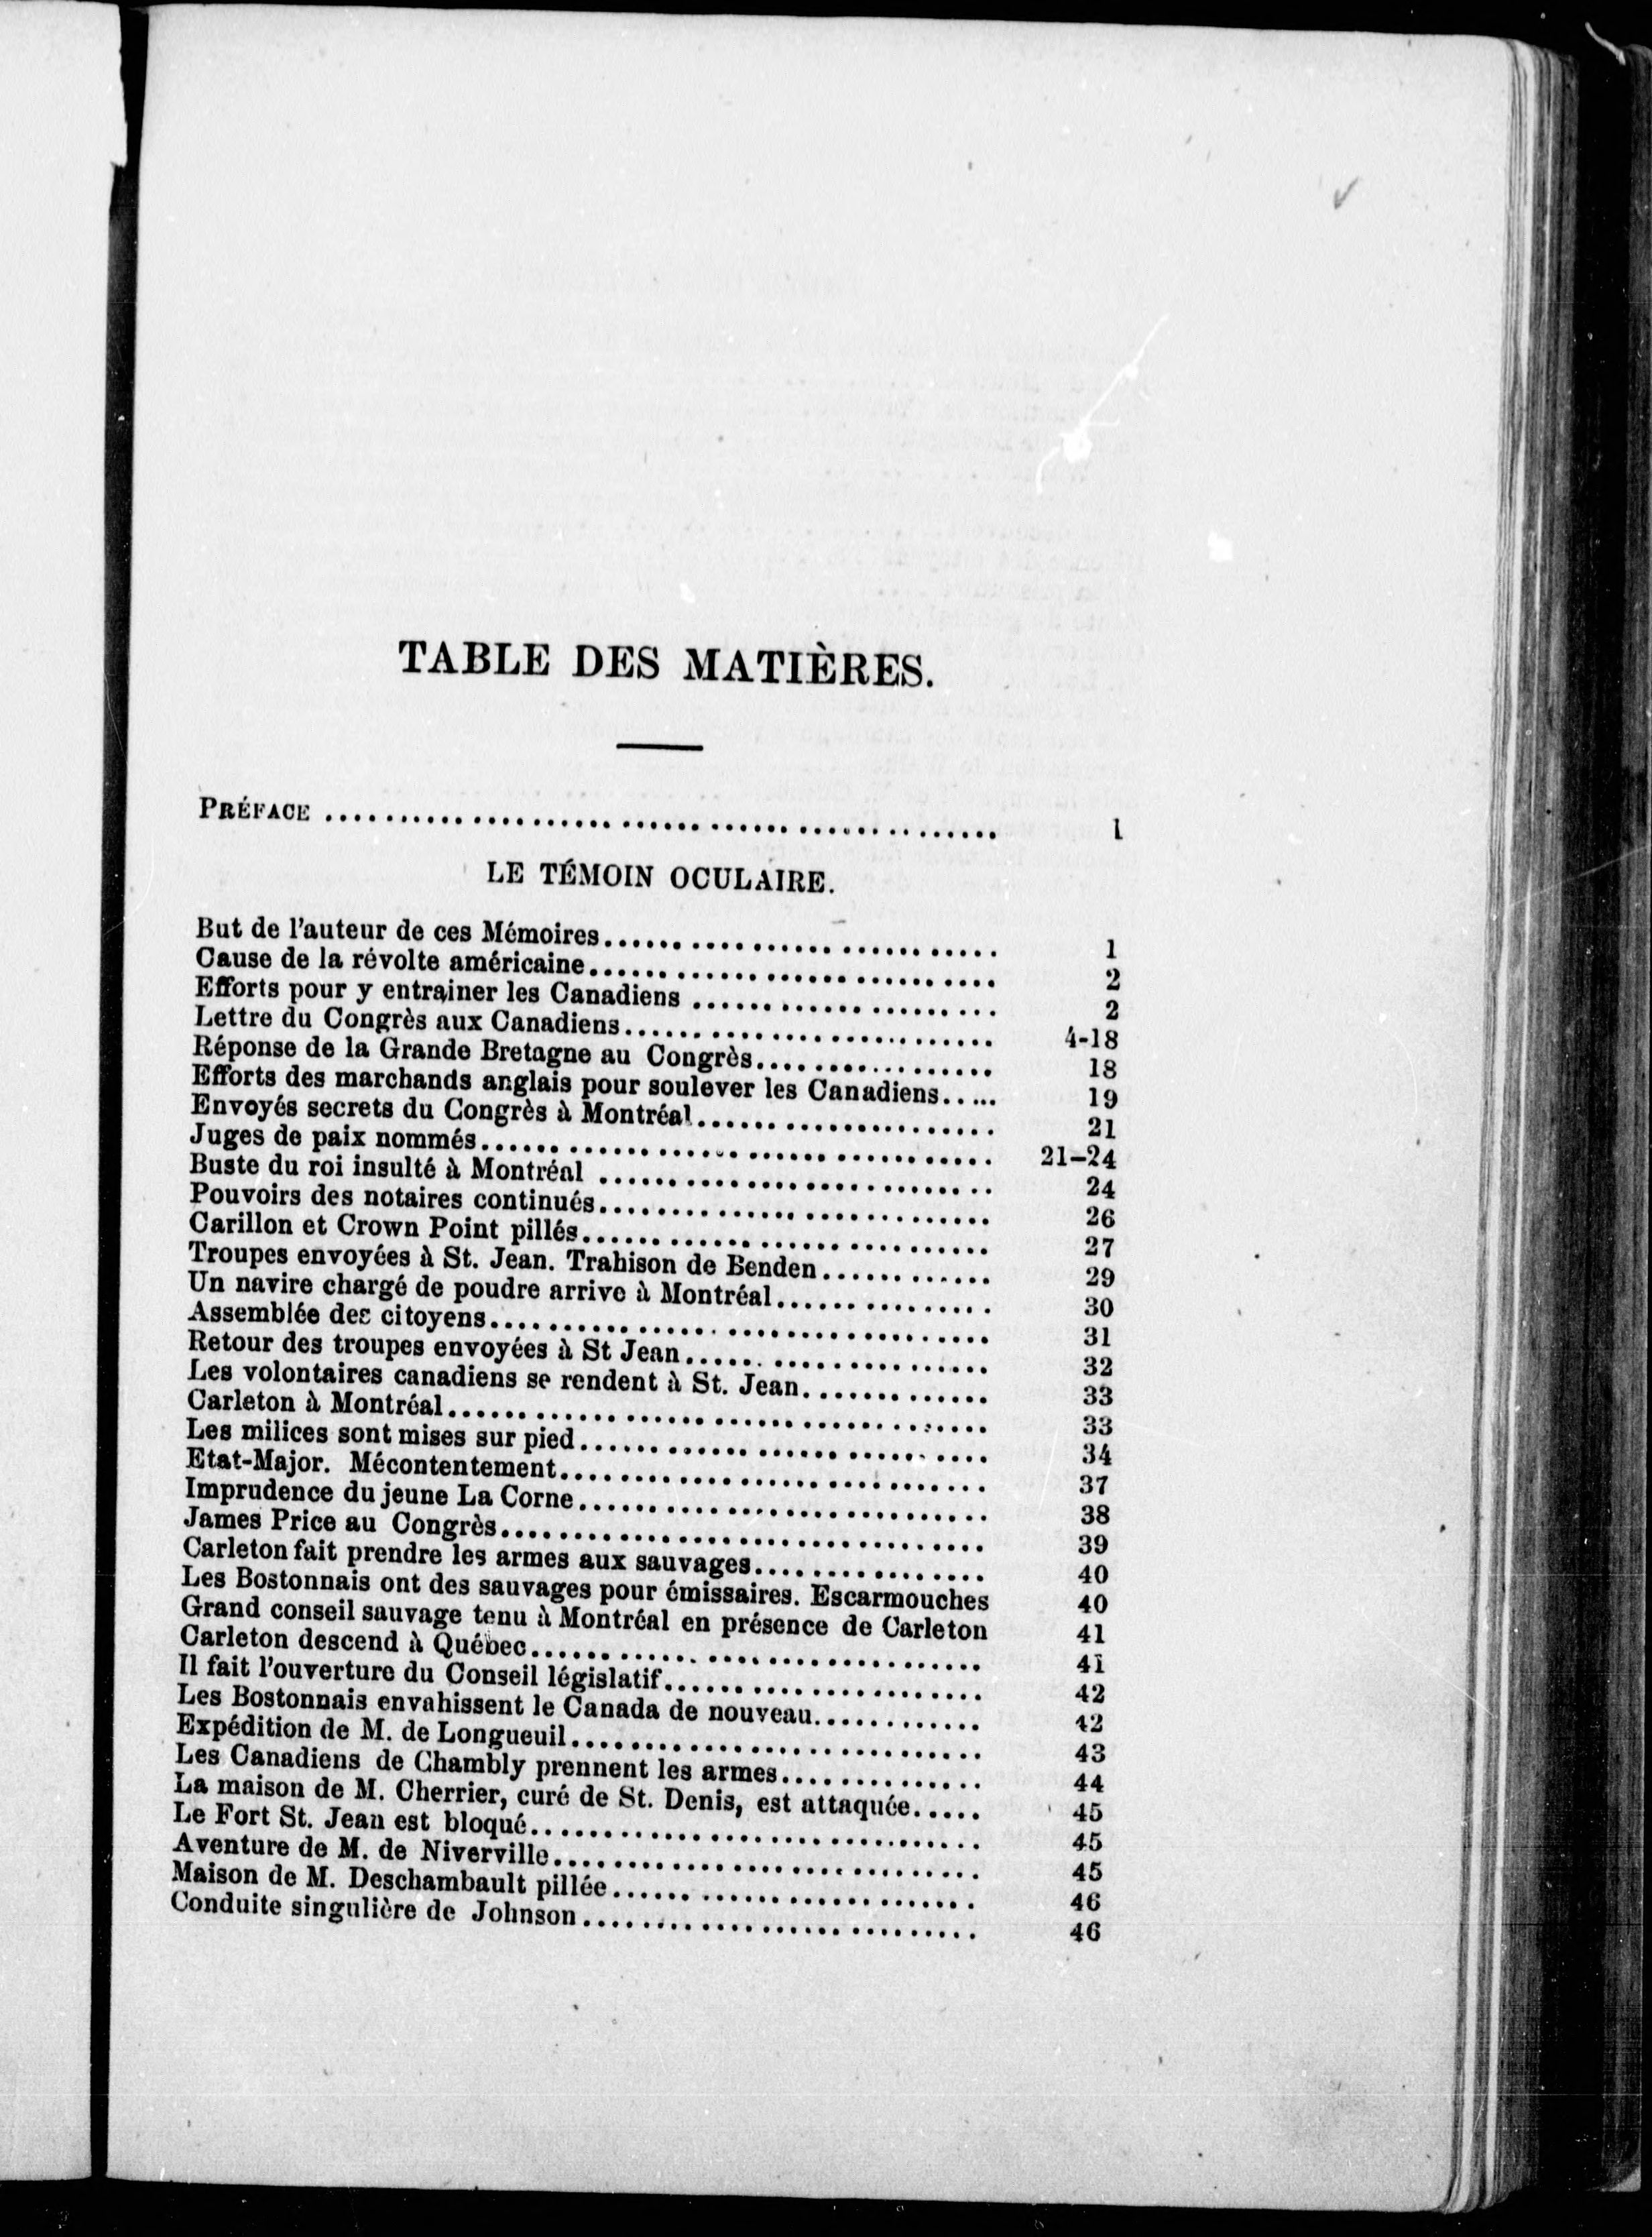 TABLE DES MATIÈRES.
PRÉFACE ........................................ 1
LE TÉMOIN OCULAIRE.
But de l'auteur de ces Mémoires........................ 1
Cause de la révolte américaine........................ 2
Efforts pour y entrainer les Canadiens .................... 2
Lettre du Congrès aux Canadiens........................ 4-18
Réponse de la Grande Bretagne au Congrès................ 18
Efforts des marchands anglais pour soulever les Canadiens..... 19
Envoyés secrets du Congrès à Montréal.................... 21
Juges de paix nommés................................ 21–24
Buste du roi insulté à Montréal ........................ 24
Pouvoirs des notaires continués........................ 26
Carillon et Crown Point pillés........................ 27
Troupes envoyées à St. Jean. Trahison de Benden............ 29
Un navire chargé de poudre arrive à Montréal............... 30
Assemblée des citoyens................................ 31
Retour des troupes envoyées à St Jean.................... 32
Les volontaires canadiens se rendent à St. Jean............. 33
Carleton à Montréal................................ 33
Les milices sont mises sur pied........................ 34
Etat-Major. Mécontentement............................ 37
Imprudence du jeune La Corne........................ 38
James Price au Congrès................................ 39
Carleton fait prendre les armes aux sauvages................ 40
Les Bostonnais ont des sauvages pour émissaires. Escarmouches 40
Grand conseil sauvage tenu à Montréal en présence de Carleton 41
Carleton descend à Québec............................ 41
Il fait l'ouverture du Conseil législatif.................... 42
Les Bostonnais envahissent le Canada de nouveau............ 42
Expédition de M. de Longueuil........................ 43
Les Canadiens de Chambly prennent les armes.............. 44
La maison de M. Cherrier, curé de St. Denis, est attaquée..... 45
Le Fort St. Jean est bloqué............................ 45
Aventure de M. de Niverville........................ 45
Maison de M. Deschambault pillée.................... 46
Conduite singulière de Johnson........................ 46